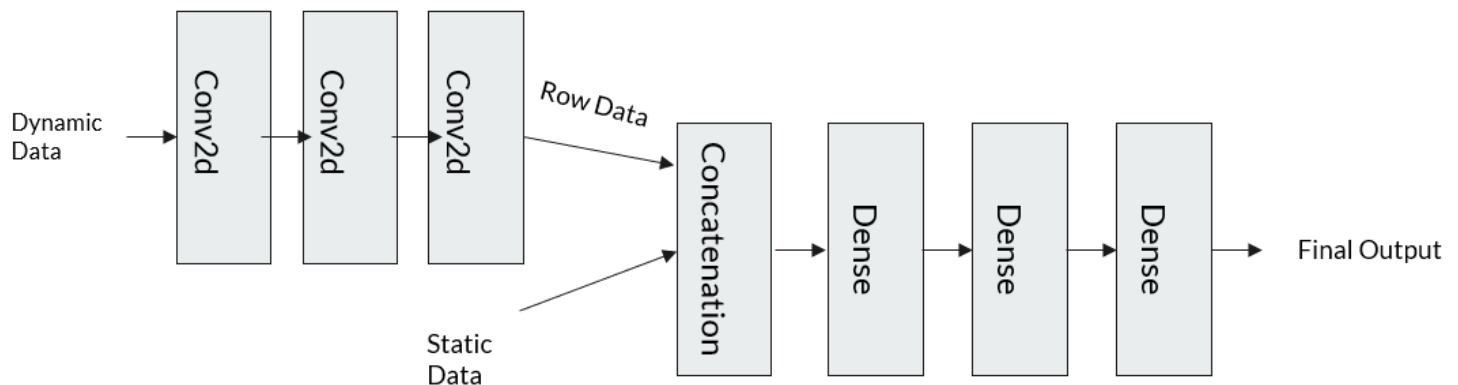 Dynamic
Data
Conv2d
Conv2d
Conv2d
Row Data
Static
Data
Concatenation
Dense
Dense
Dense
Final Output